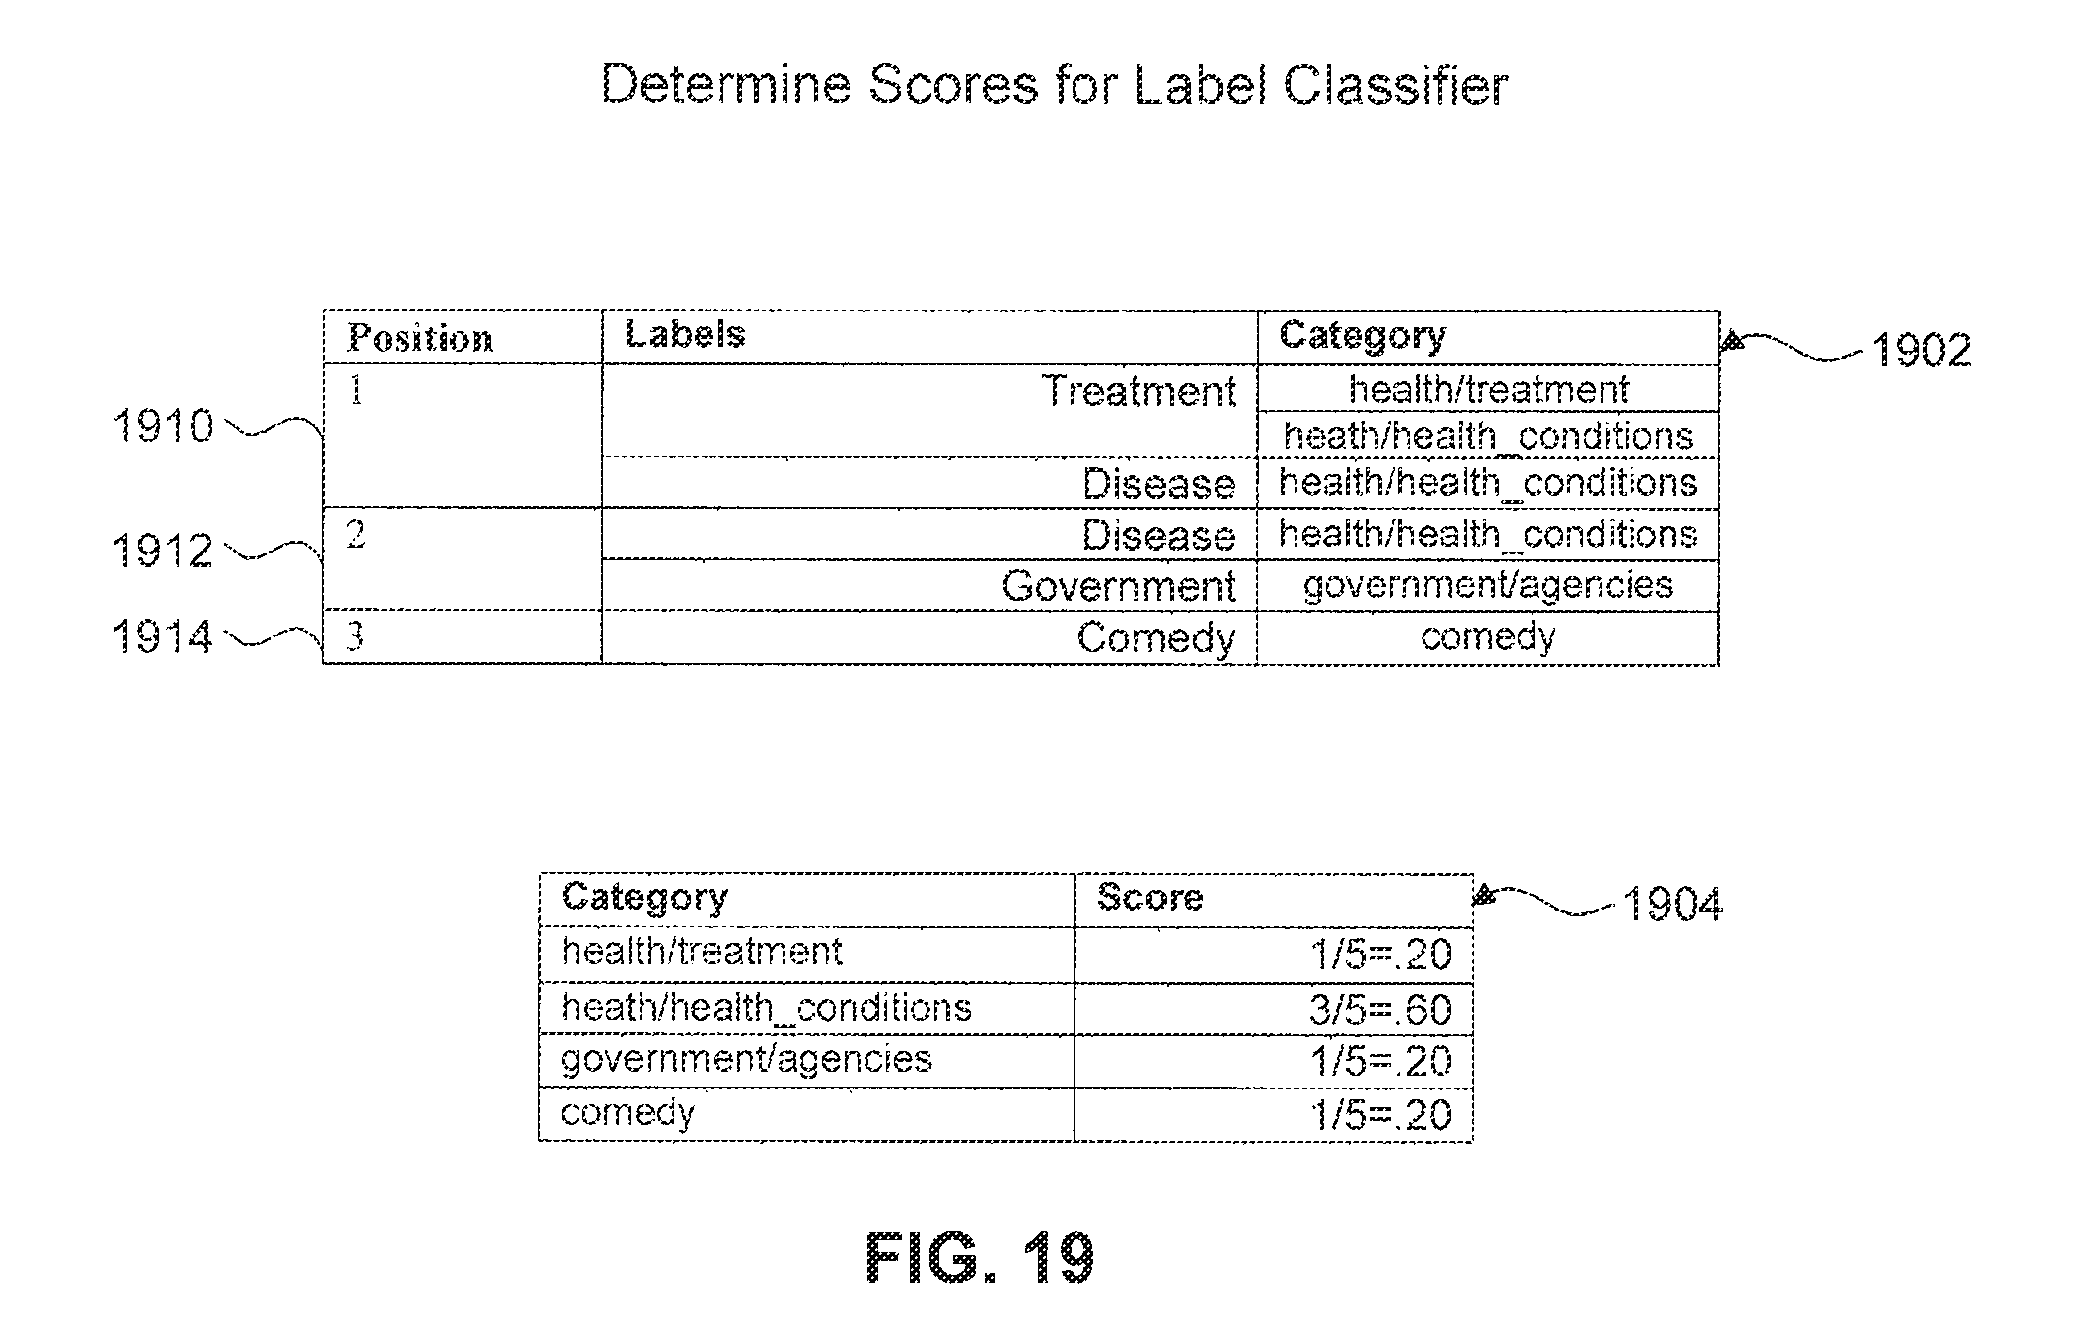 Determine Scores for Label Classifier
Position Labels Category 1902
1 Treatment health/treatment
1910 heath/health_conditions
Disease health/health_conditions
1912 2 Disease health/health_conditions
Government government/agencies
1914 3 Comedy comedy
Category Score 1904
health/treatment 1/5=.20
heath/health_conditions 3/5=.60
government/agencies 1/5=.20
comedy 1/5=.20
FIG. 19